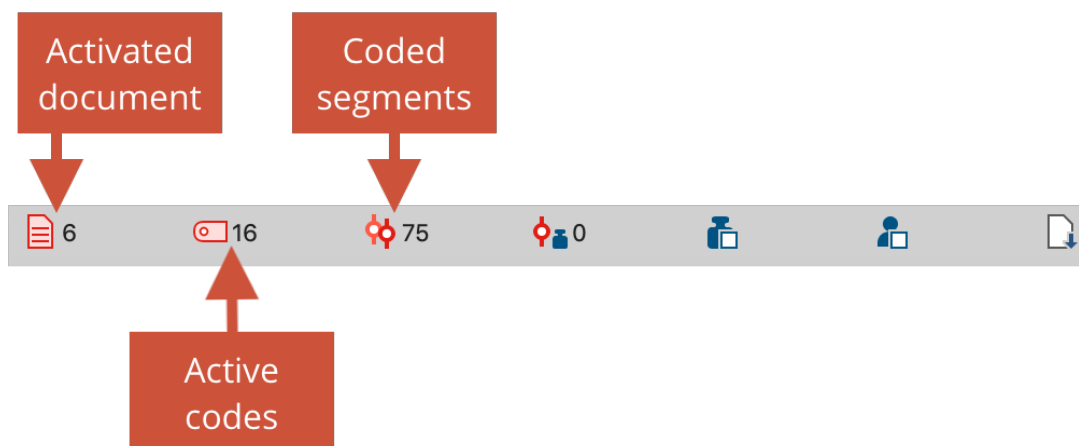 Activated
document
Coded
segments
6
16
75
0
Active
codes